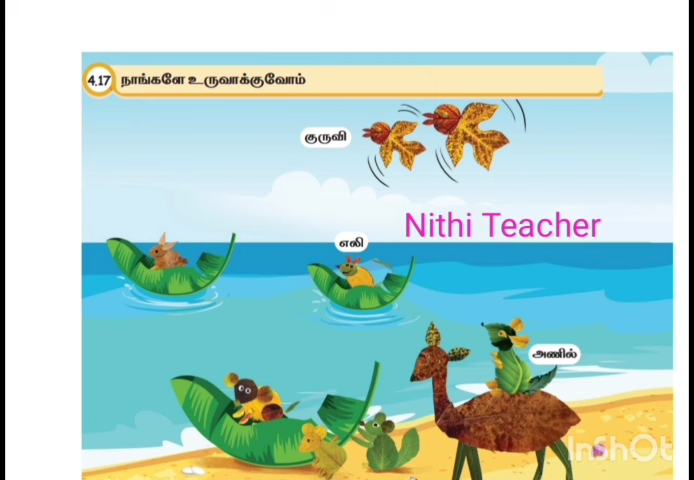 4.17 நாங்களே உருவாக்குவோம்
குருவி
Nithi Teacher
எலி
அணில்
InShOt